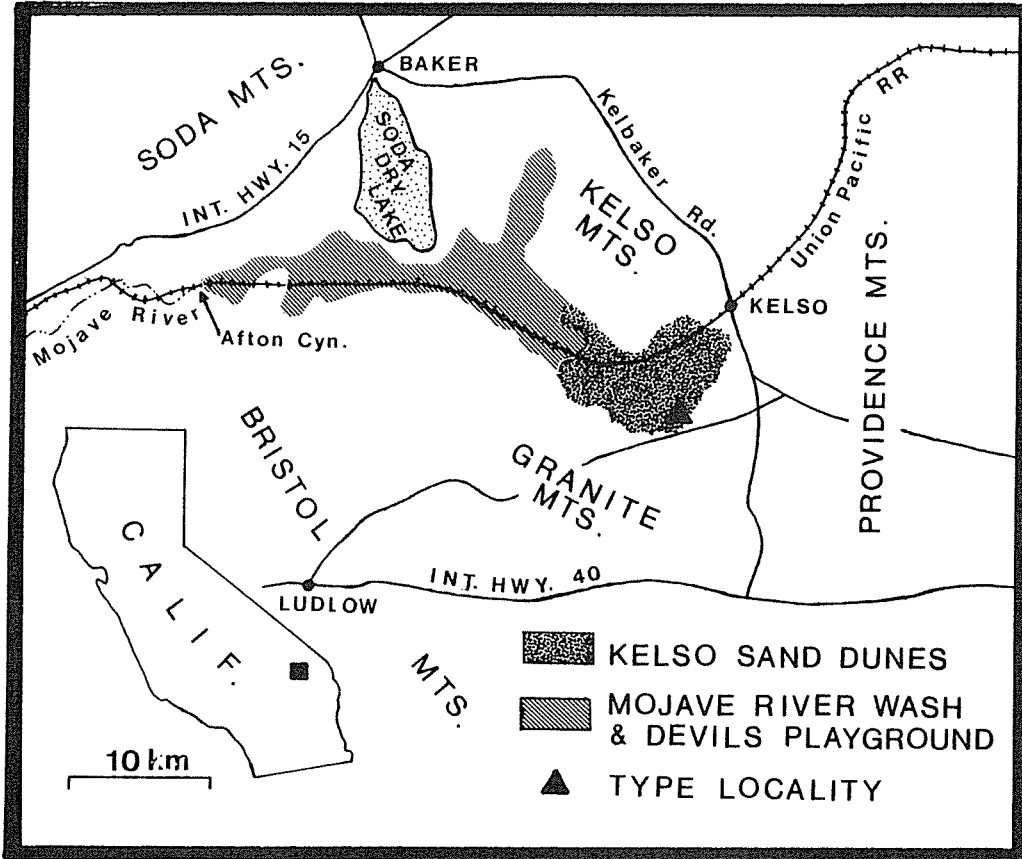 BAKER
SODA MTS.
Kelbaker Rd.
Union Pacific RR
INT. HWY. 15
SODA
DRY
LAKE
KELSO
MTS.
PROVIDENCE MTS.
KELSO
Mojave River
Afton Cyn.
BRISTOL
GRANITE
MTS.
CALIF.
INT. HWY. 40
LUDLOW
MTS.
KELSO SAND DUNES
MOJAVE RIVER WASH
& DEVILS PLAYGROUND
TYPE LOCALITY
10 km